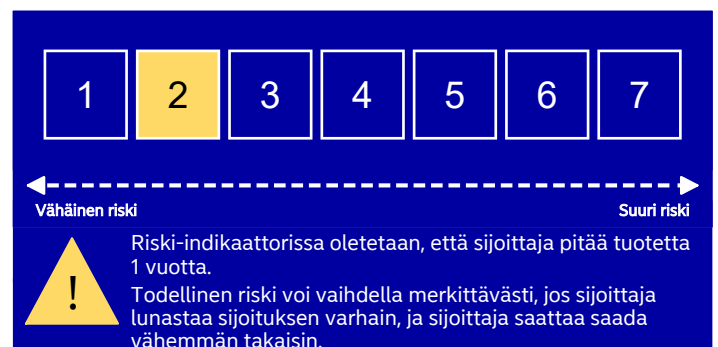 1 2 3 4 5 6 7
Vähäinen riski Suuri riski
Riski-indikaattorissa oletetaan, että sijoittaja pitää tuotetta
1 vuotta.
!
Todellinen riski voi vaihdella merkittävästi, jos sijoittaja
lunastaa sijoituksen varhain, ja sijoittaja saattaa saada
vähemmän takaisin.